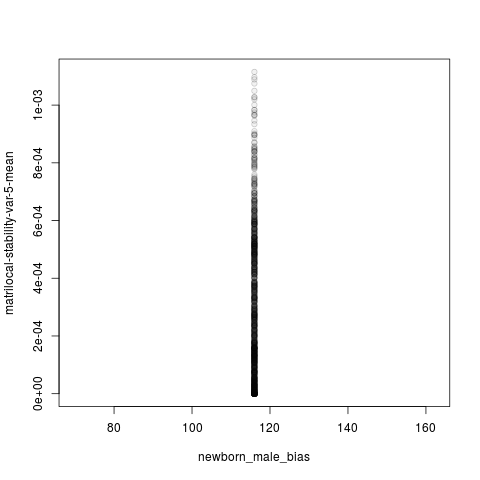 matrilocal-stability-var-5-mean
1e-03
8e-04
6e-04
4e-04
2e-04
0e+00
80
100
120
140
160
newborn_male_bias